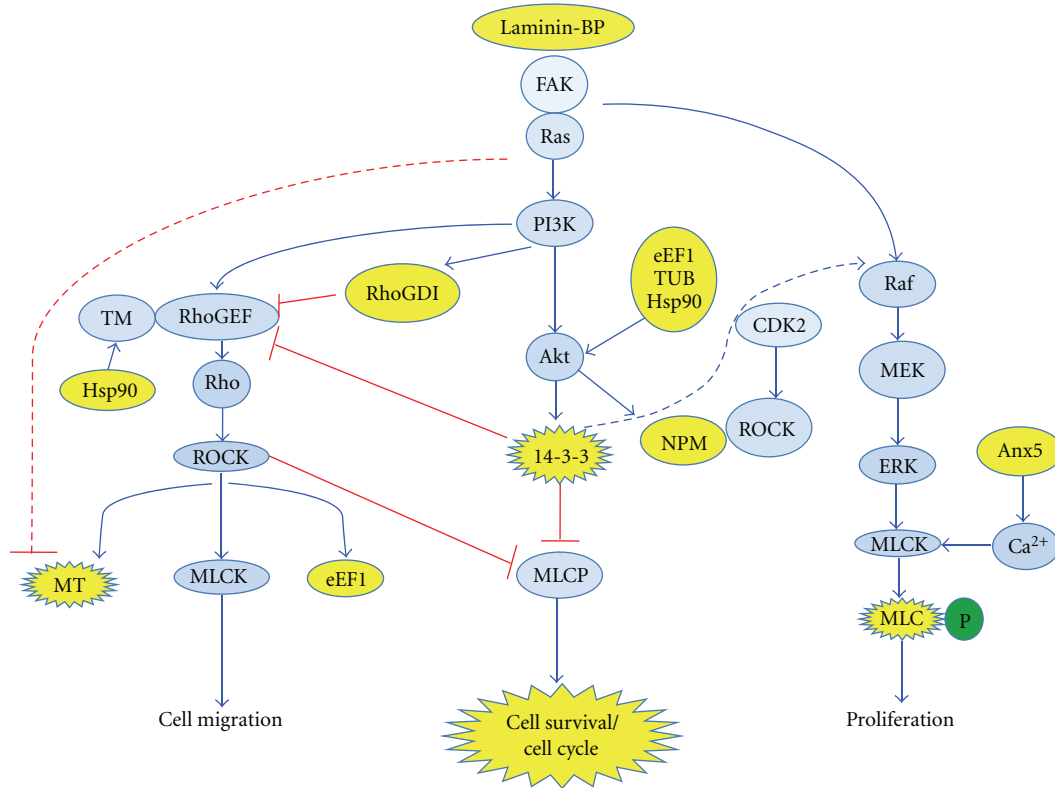 Laminin-BP
FAK
Ras
PI3K
eEF1
TUB
Hsp90
RhoGDI
Raf
TM
RhoGEF
CDK2
Akt
MEK
Rho
Hsp90
NPM
ROCK
14-3-3
ROCK
Anx5
ERK
MLCK
Ca²⁺
MT
MLCK
eEF1
MLCP
MLC
P
Cell migration
Cell survival/
cell cycle
Proliferation